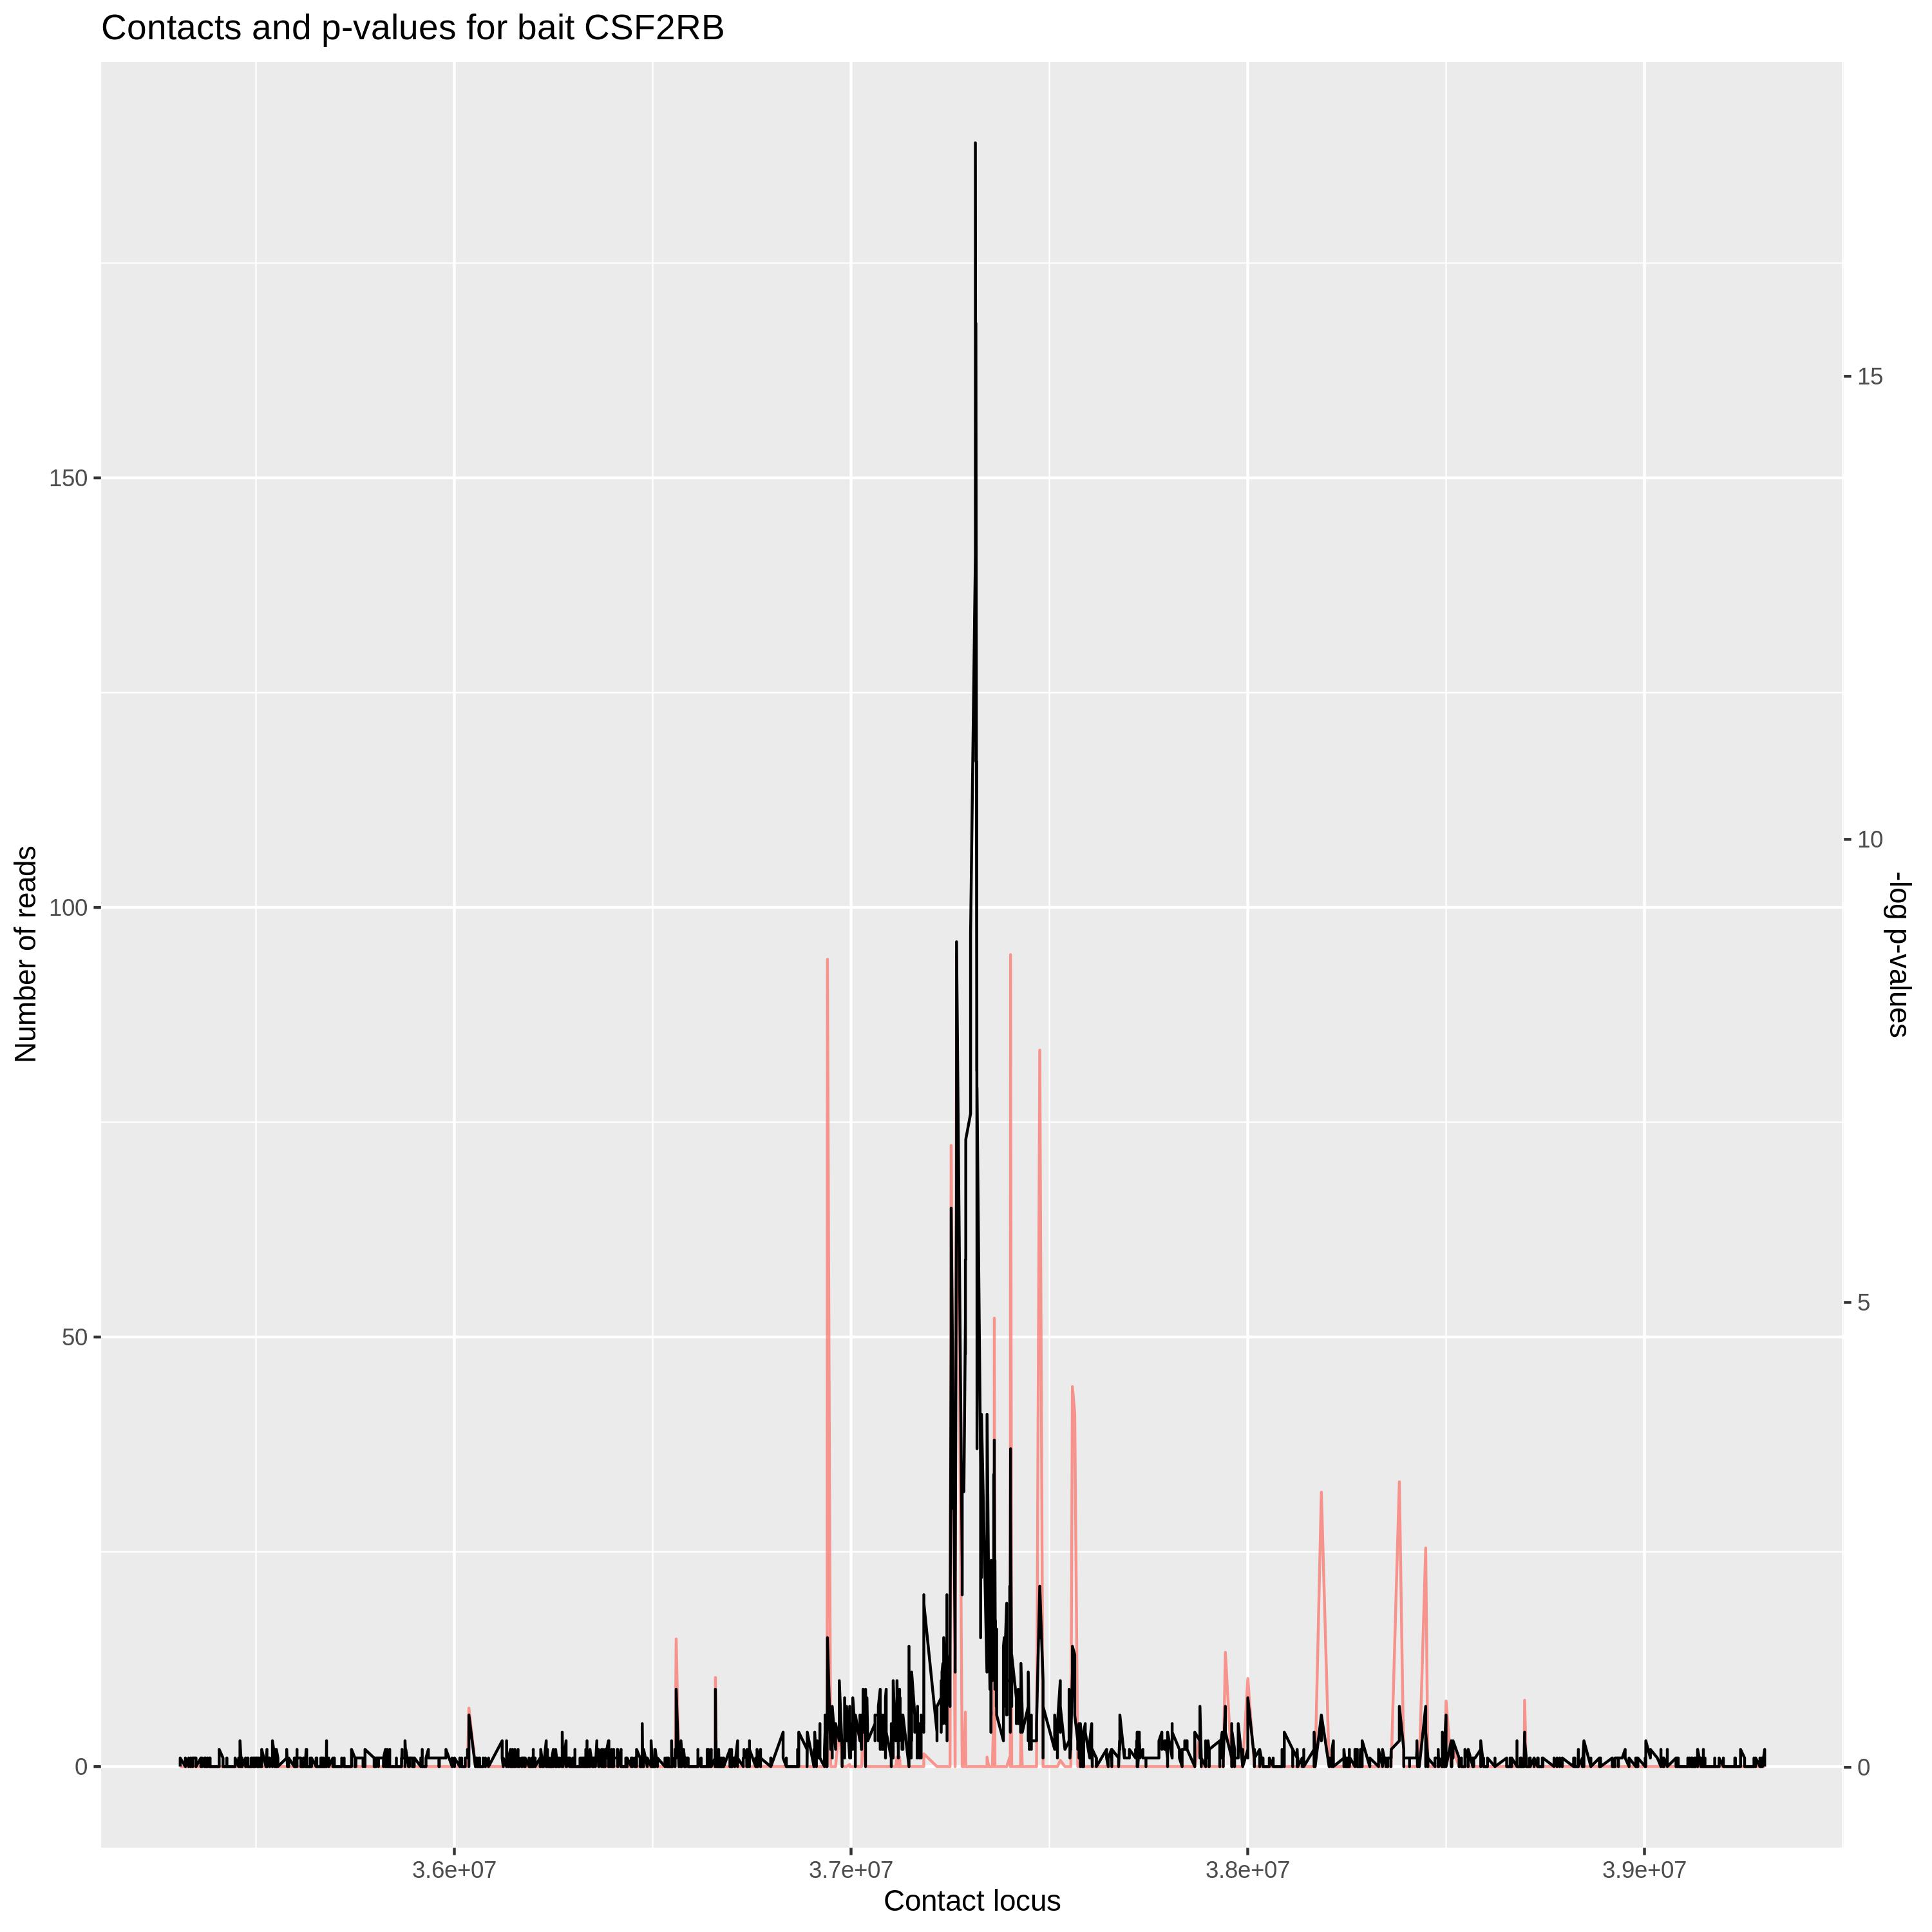 Contacts and p-values for bait CSF2RB
Number of reads
150
100
50
0
15
10
5
0
-log p-values
3.6e+07
3.7e+07
3.8e+07
3.9e+07
Contact locus